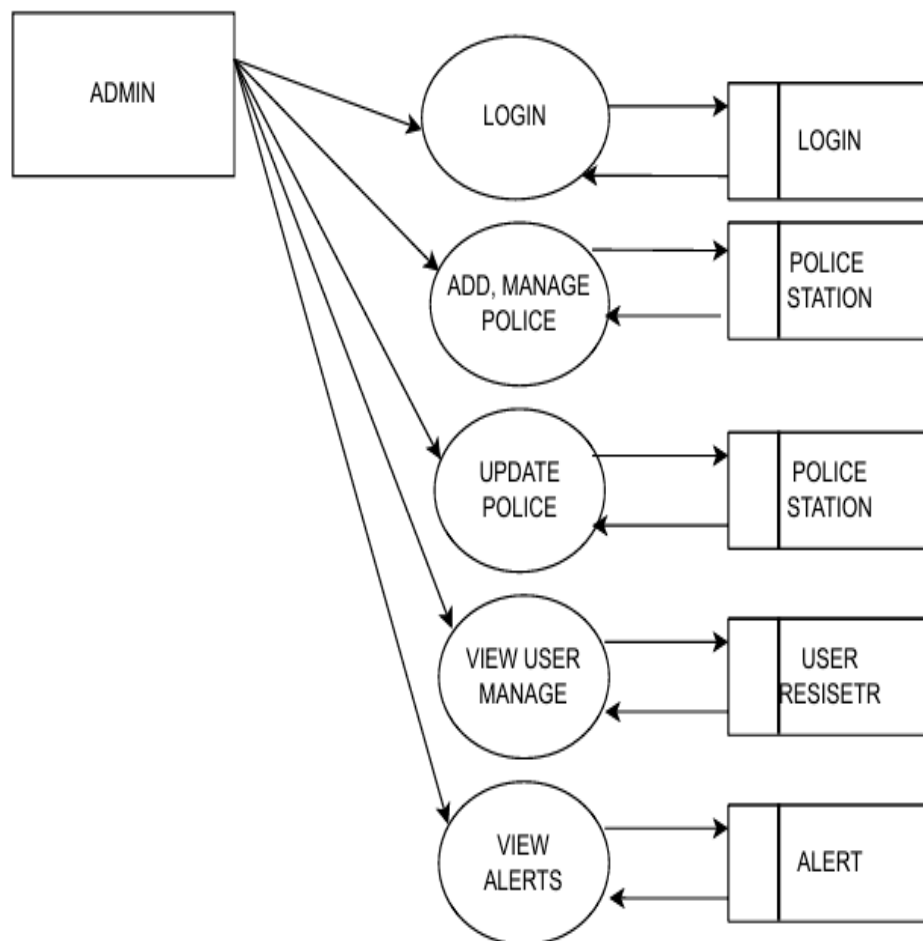 ADMIN
LOGIN
LOGIN
ADD, MANAGE
POLICE
POLICE
STATION
UPDATE
POLICE
POLICE
STATION
VIEW USER
MANAGE
USER
RESISETR
VIEW
ALERTS
ALERT